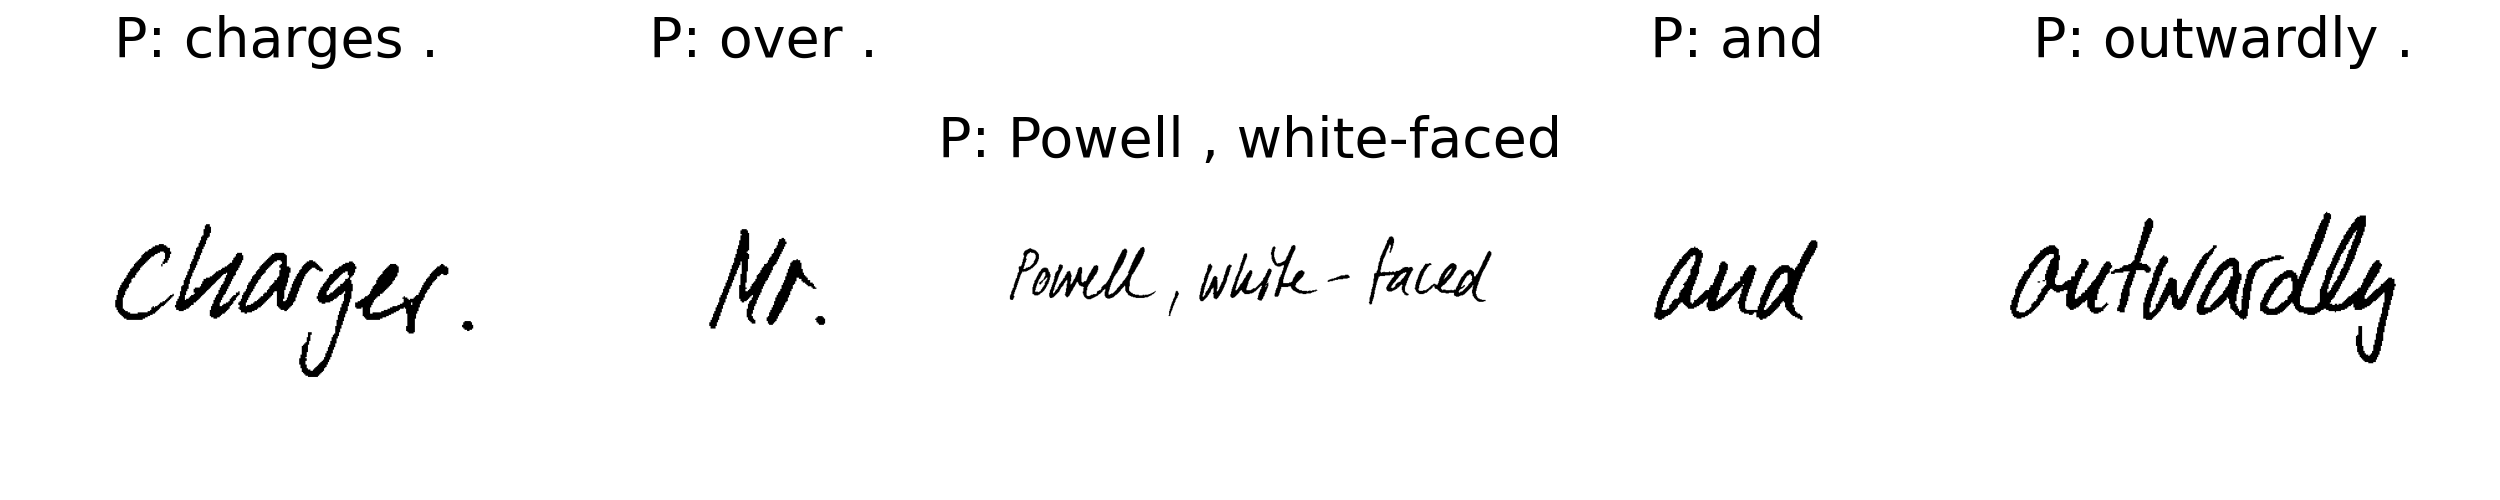 P: charges . P: over . P: and P: outwardly .
P: Powell , white-faced
charges . Mr. Powell , white - faced and outwardly